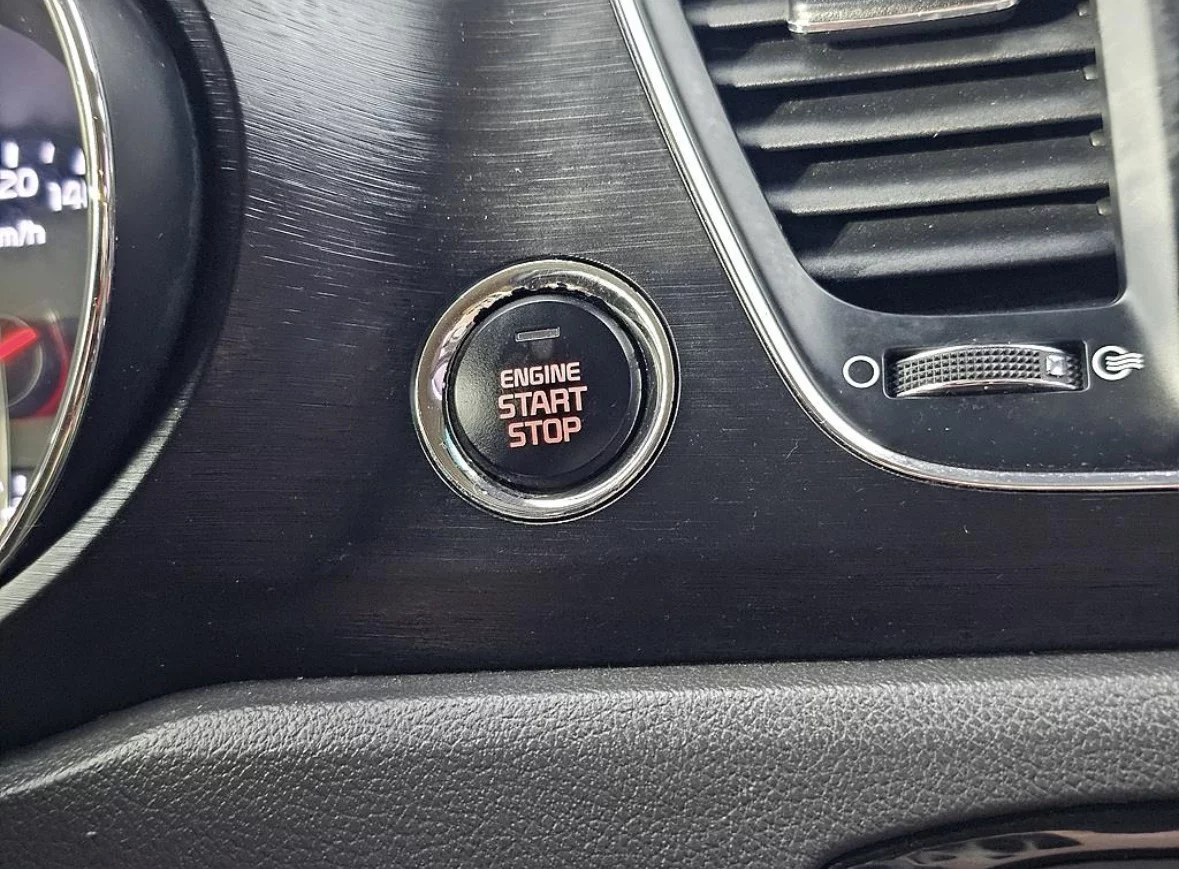 20 14
m/h
ENGINE
START
STOP